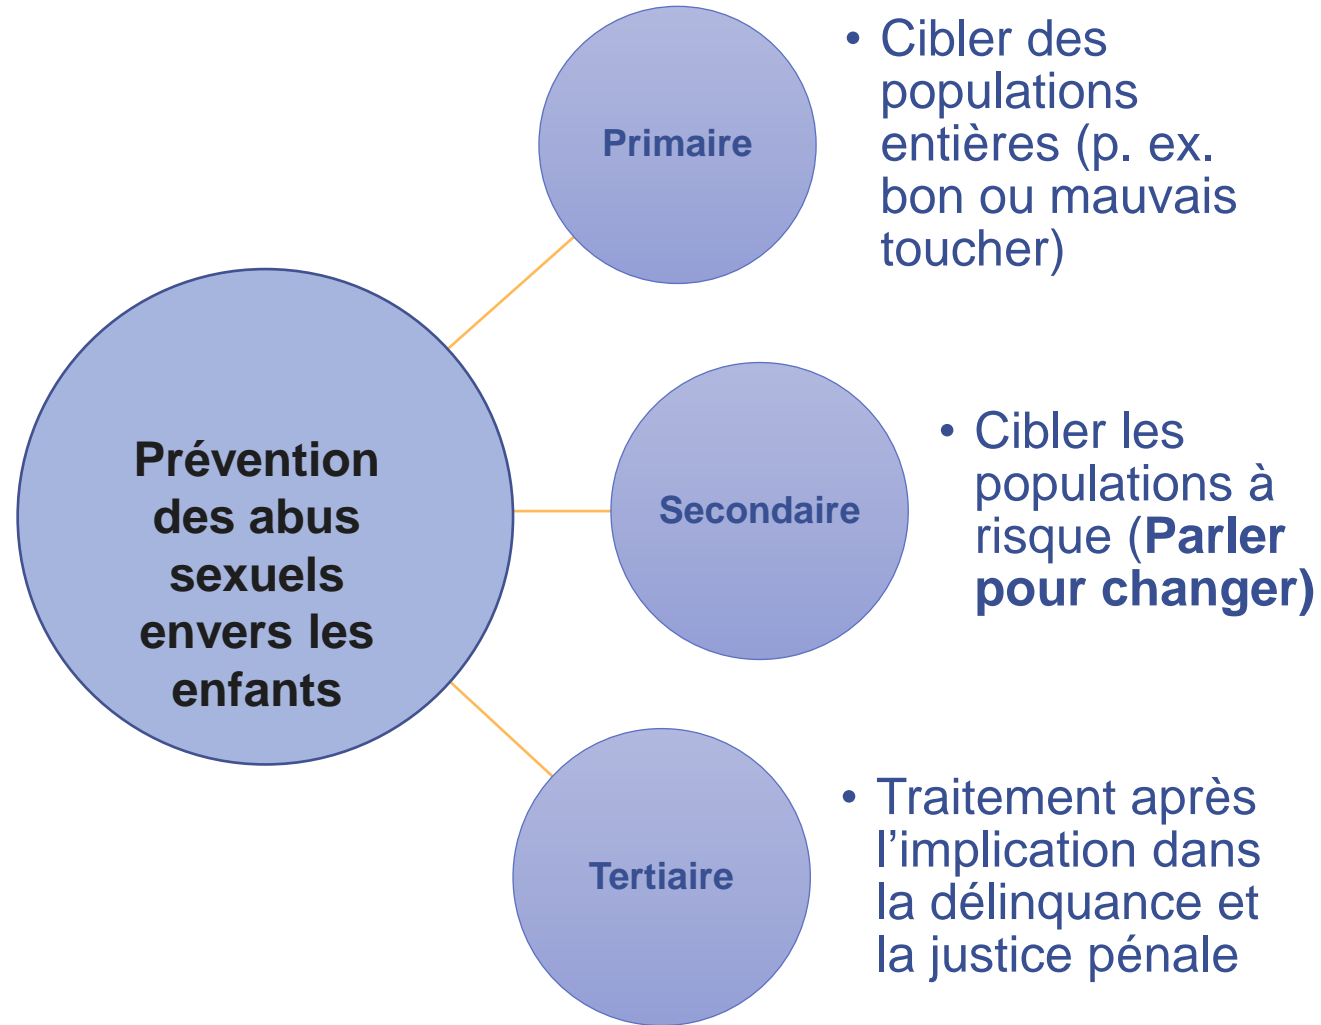 Prévention
des abus
sexuels
envers les
enfants
Primaire
• Cibler des
populations
entières (p. ex.
bon ou mauvais
toucher)
Secondaire
• Cibler les
populations à
risque (Parler
pour changer)
Tertiaire
• Traitement après
l’implication dans
la délinquance et
la justice pénale